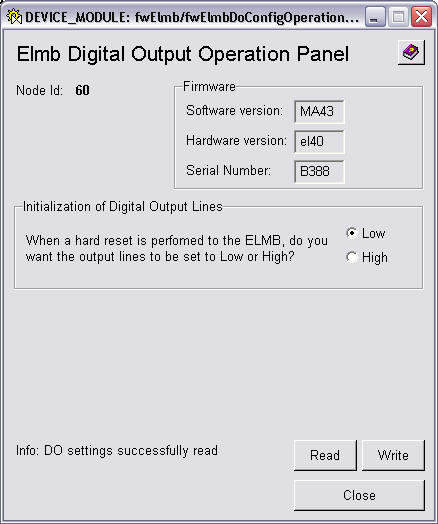 DEVICE_MODULE: fwElmb/fwElmbDoConfigOperation...
Elmb Digital Output Operation Panel
Node Id: 60
Firmware
Software version: MA43
Hardware version: el40
Serial Number: B388
Initialization of Digital Output Lines
When a hard reset is perfomed to the ELMB, do you
want the output lines to be set to Low or High?
Low
High
Info: DO settings successfully read
Read Write
Close